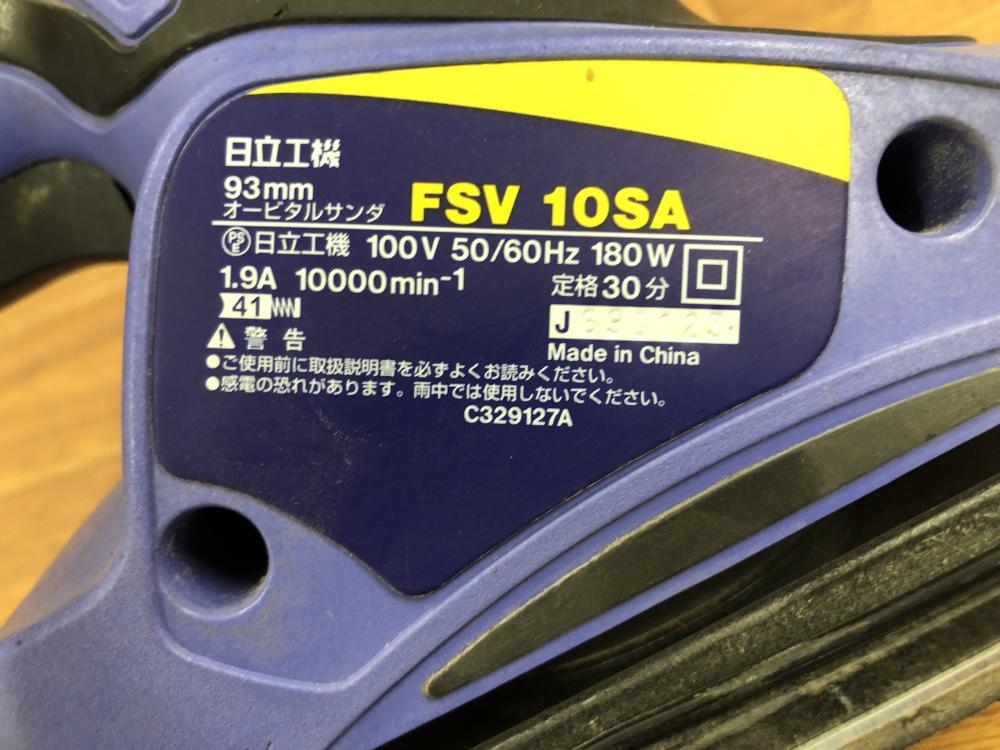 日立工機
93mm
オービタルサンダ FSV 10SA
PSE 日立工機 100V 50/60Hz 180W
1.9A 10000min-1 定格30分
41 J
Made in China
警告
●ご使用前に取扱説明書を必ずよくお読みください。
●感電の恐れがあります。雨中では使用しないでください。
C329127A